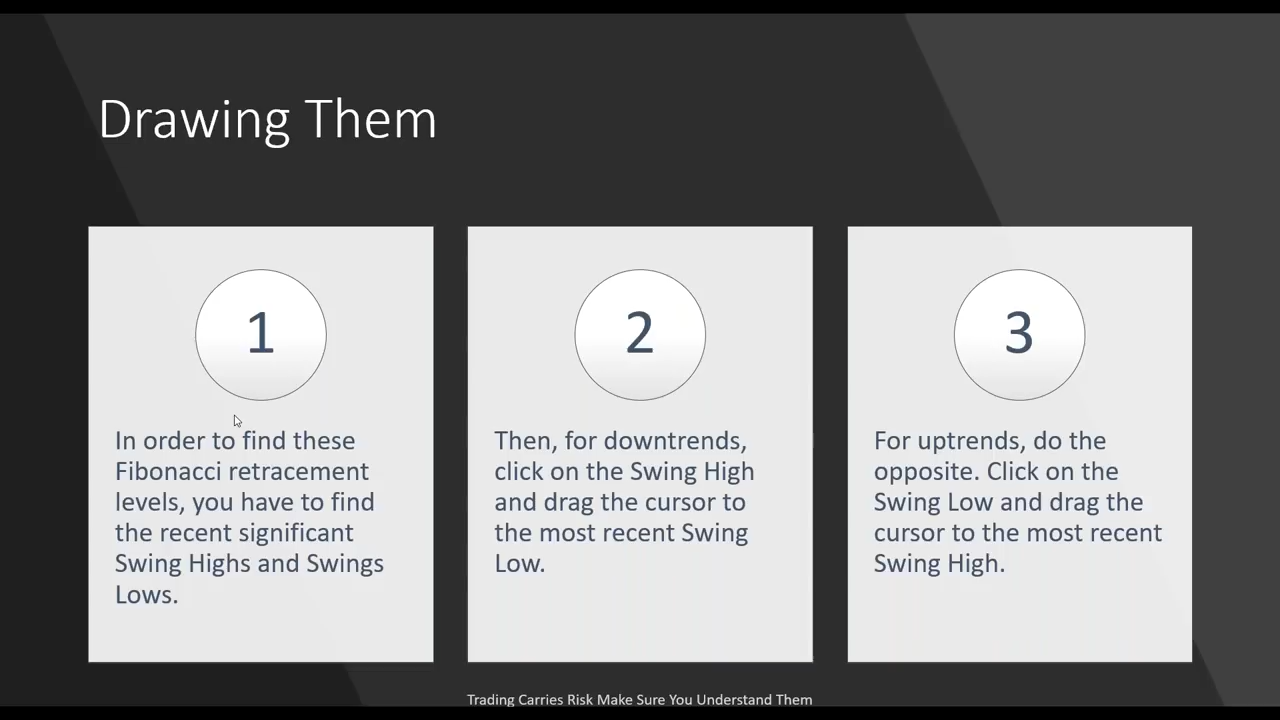 Drawing Them
1
In order to find these
Fibonacci retracement
levels, you have to find
the recent significant
Swing Highs and Swings
Lows.
2
Then, for downtrends,
click on the Swing High
and drag the cursor to
the most recent Swing
Low.
3
For uptrends, do the
opposite. Click on the
Swing Low and drag the
cursor to the most recent
Swing High.
Trading Carries Risk Make Sure You Understand Them